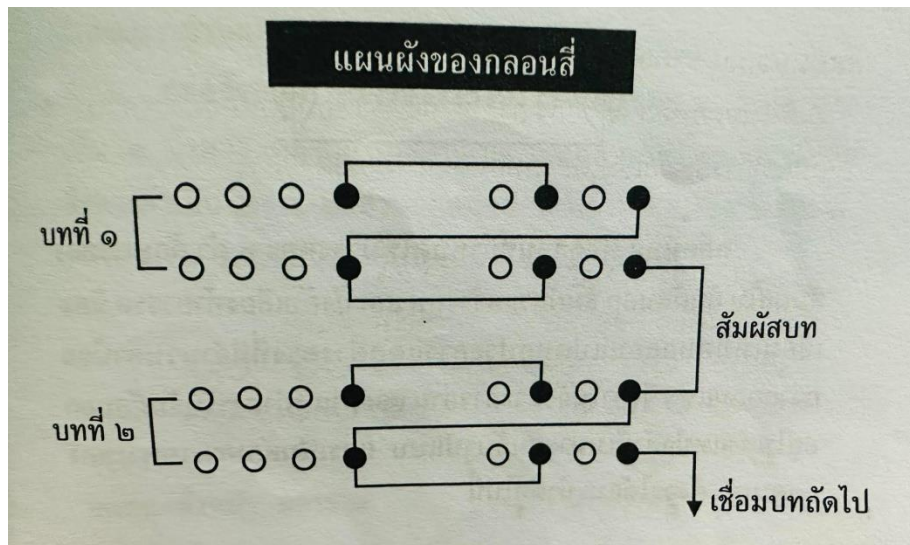 แผนผังของกลอนสี่
บทที่ ๑
สัมผัสบท
บทที่ ๒
เชื่อมบทถัดไป